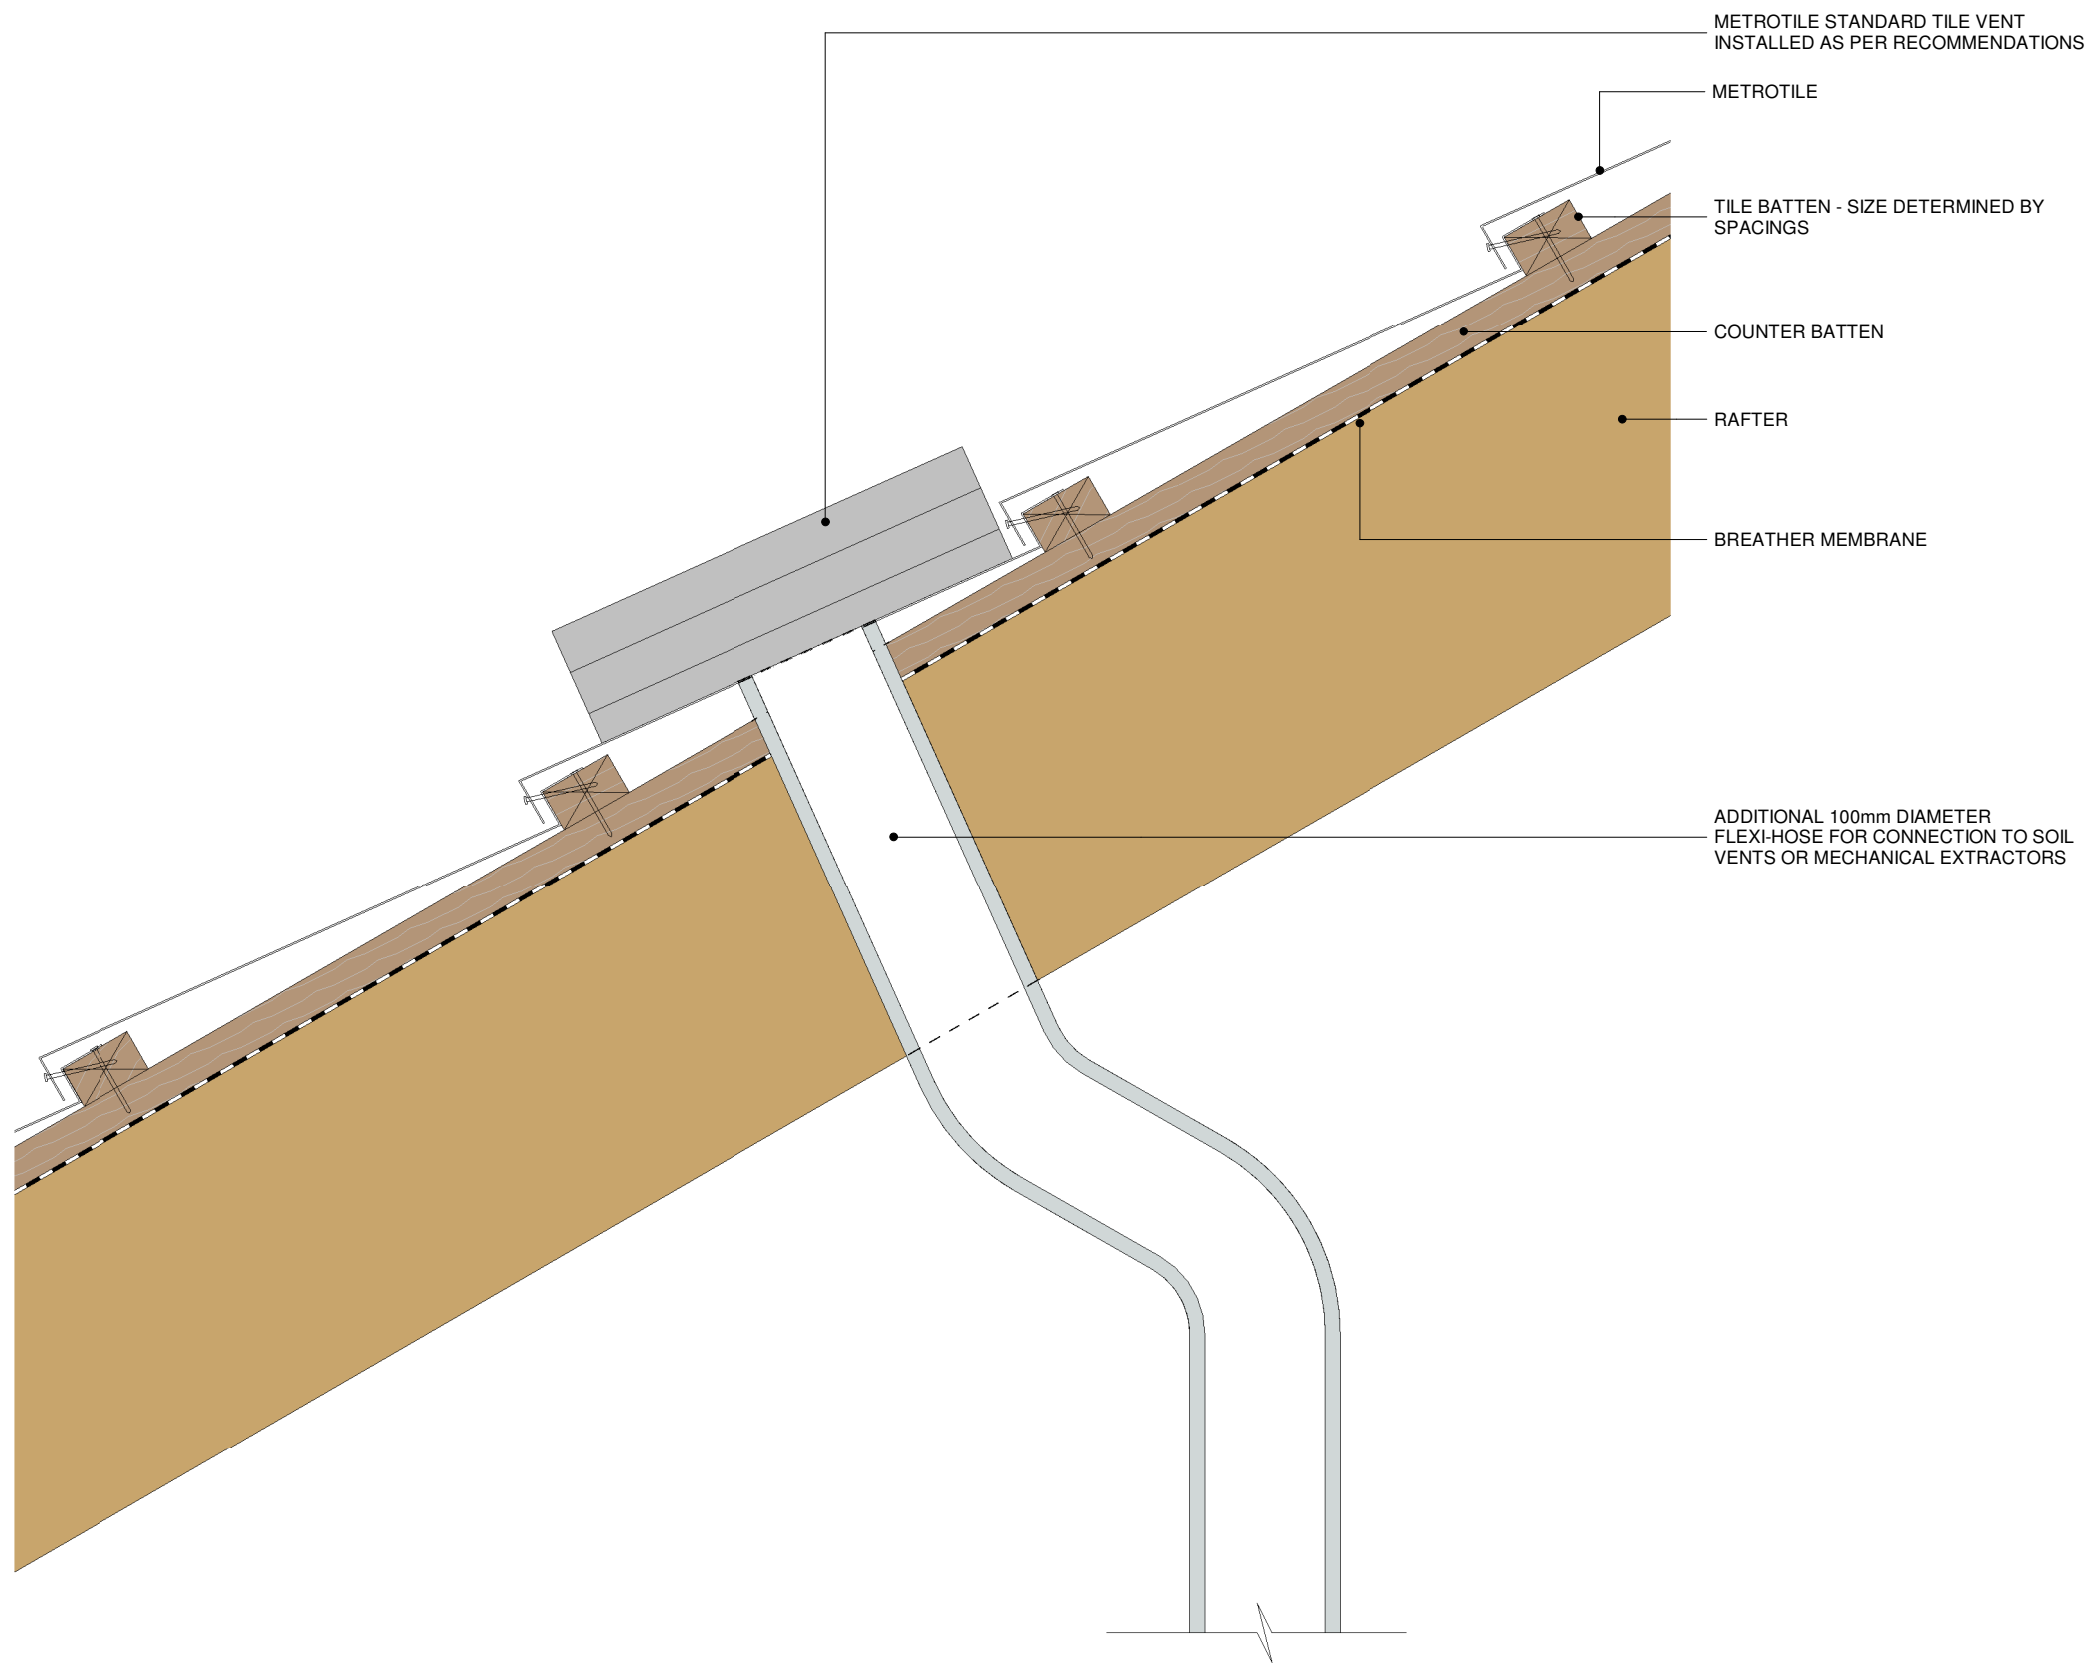 METROTILE STANDARD TILE VENT
INSTALLED AS PER RECOMMENDATIONS
METROTILE
TILE BATTEN - SIZE DETERMINED BY
SPACINGS
COUNTER BATTEN
RAFTER
BREATHER MEMBRANE
ADDITIONAL 100mm DIAMETER
FLEXI-HOSE FOR CONNECTION TO SOIL
VENTS OR MECHANICAL EXTRACTORS